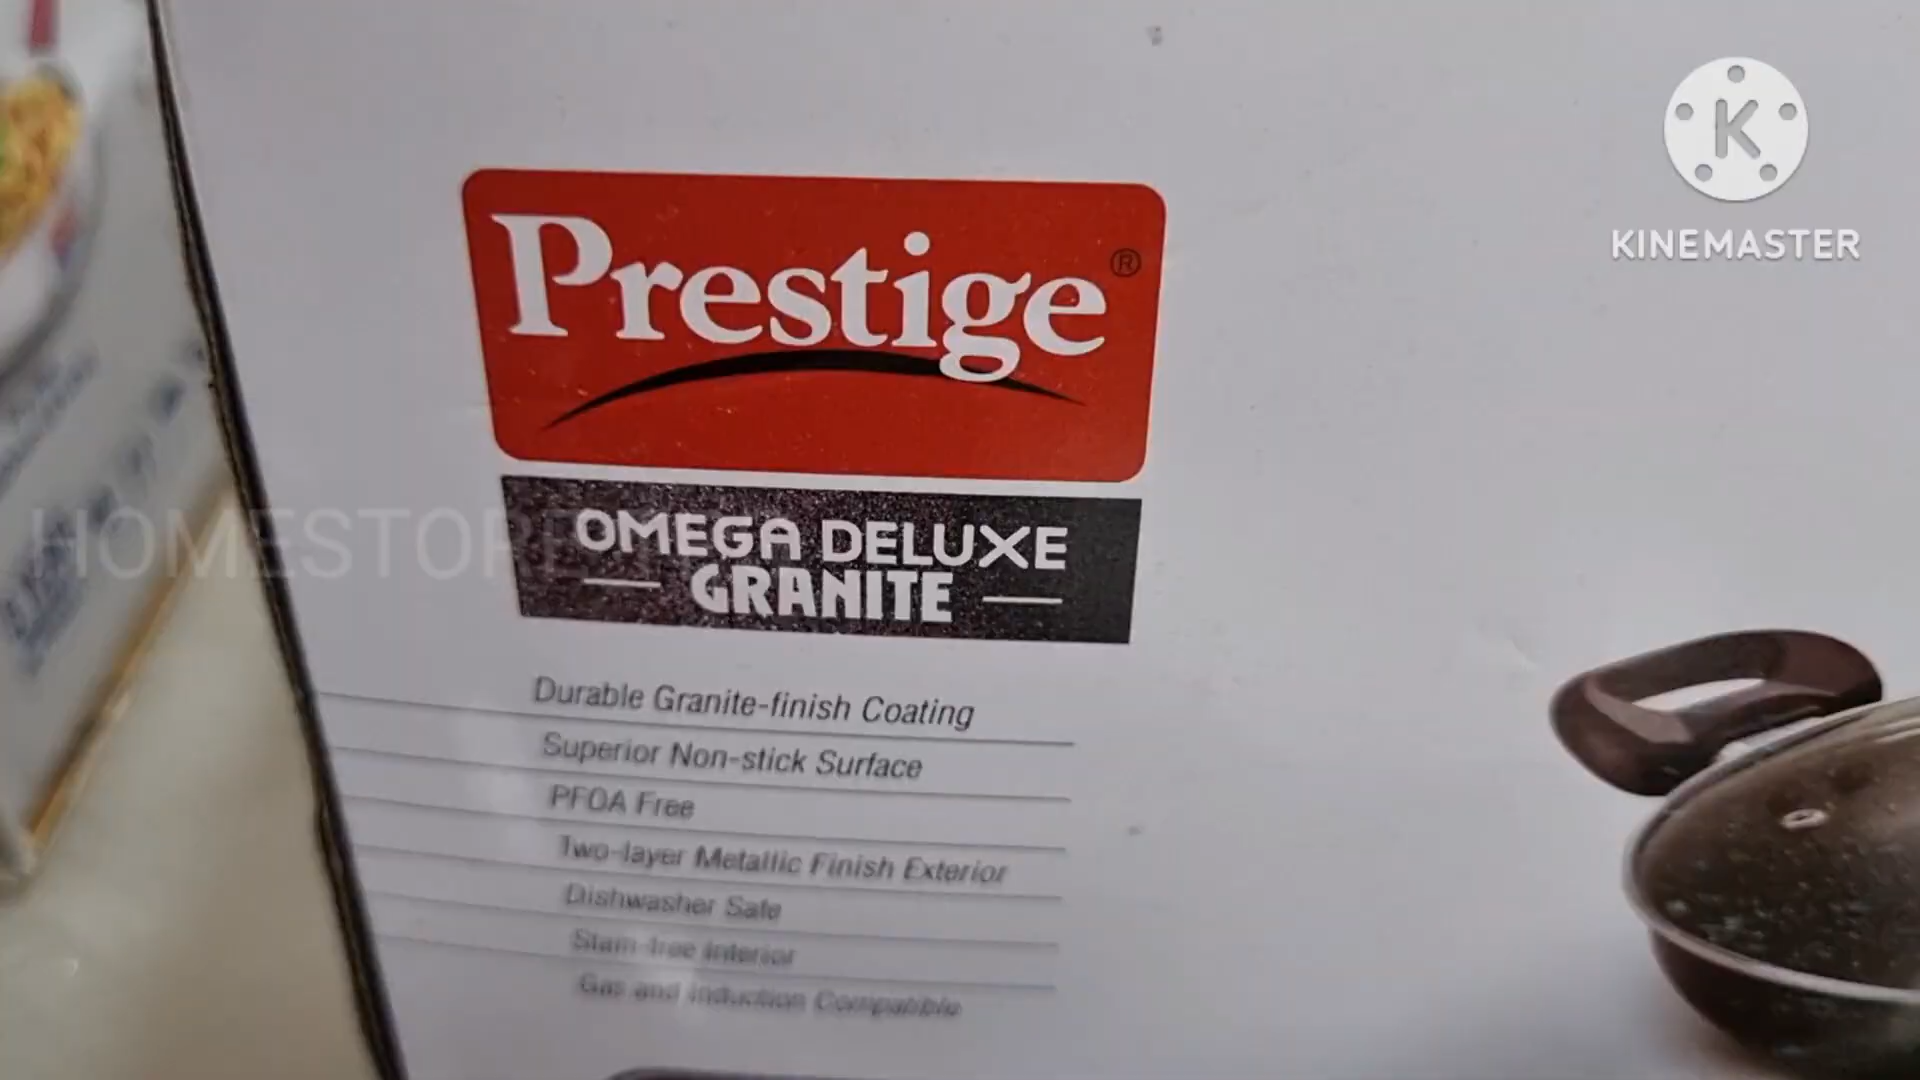 Prestige®
KINEMASTER
HOMESTORE
OMEGA DELUXE
GRANITE
Durable Granite-finish Coating
Superior Non-stick Surface
PFOA Free
Two-layer Metallic Finish Exterior
Dishwasher Safe
Stain-free Interior
Gas and Induction Compatible